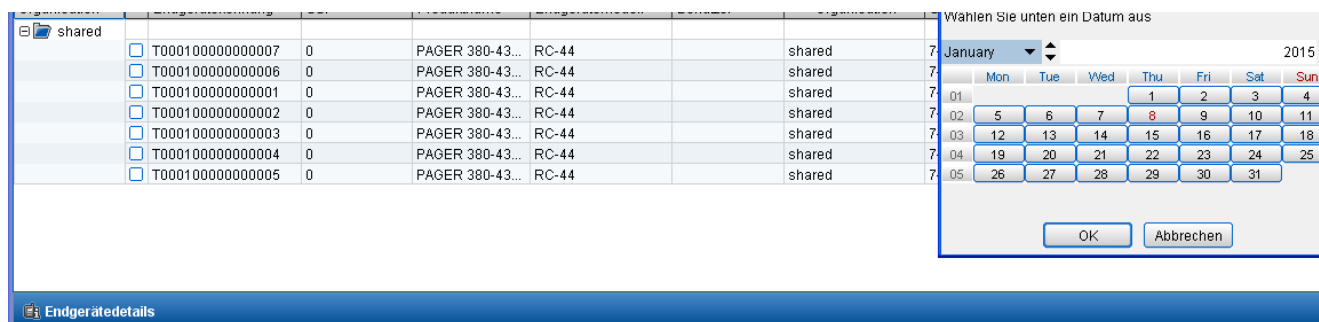 Wählen Sie unten ein Datum aus
shared
T000100000000007 0 PAGER 380-43... RC-44 shared
T000100000000006 0 PAGER 380-43... RC-44 shared
T000100000000001 0 PAGER 380-43... RC-44 shared
T000100000000002 0 PAGER 380-43... RC-44 shared
T000100000000003 0 PAGER 380-43... RC-44 shared
T000100000000004 0 PAGER 380-43... RC-44 shared
T000100000000005 0 PAGER 380-43... RC-44 shared
January 2015
Mon Tue Wed Thu Fri Sat Sun
01 1 2 3 4
02 5 6 7 8 9 10 11
03 12 13 14 15 16 17 18
04 19 20 21 22 23 24 25
05 26 27 28 29 30 31
OK Abbrechen
Endgerätedetails